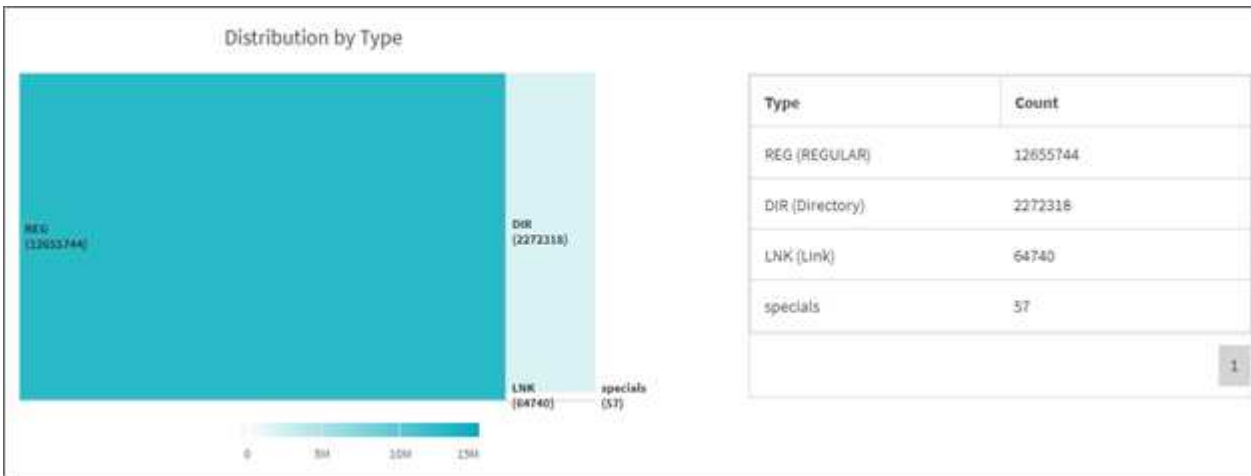 Distribution by Type
REG
(12655744)
DIR
(2272318)
LNK
(64740)
specials
(57)
0 5M 10M 15M
Type Count
REG (REGULAR) 12655744
DIR (Directory) 2272318
LNK (Link) 64740
specials 57
1